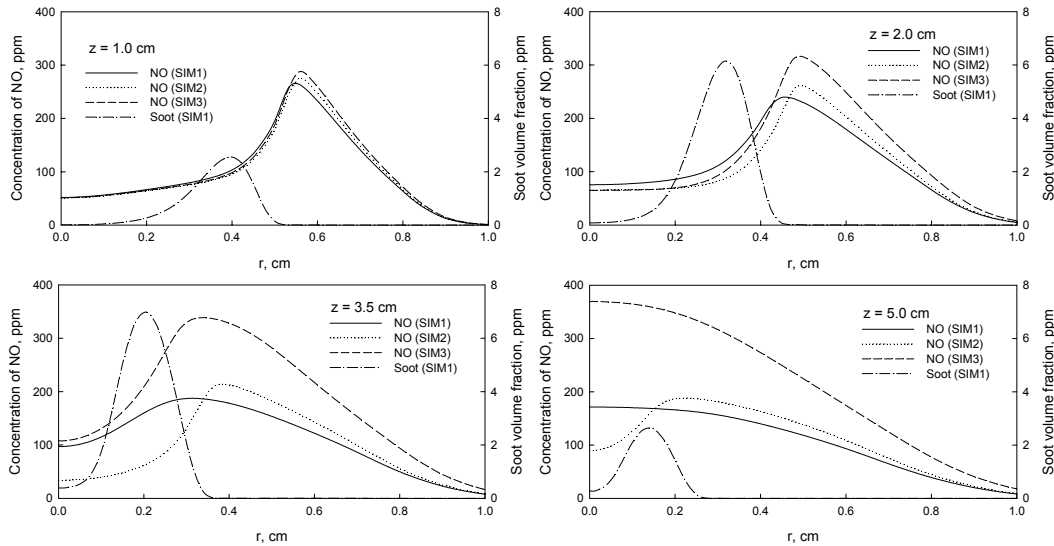 z = 1.0 cm
NO (SIM1)
NO (SIM2)
NO (SIM3)
Soot (SIM1)
Concentration of NO, ppm
400
300
200
100
0
Soot volume fraction, ppm
8
6
4
2
0
0.0 0.2 0.4 0.6 0.8 1.0
r, cm
z = 2.0 cm
NO (SIM1)
NO (SIM2)
NO (SIM3)
Soot (SIM1)
Concentration of NO, ppm
400
300
200
100
0
Soot volume fraction, ppm
8
6
4
2
0
0.0 0.2 0.4 0.6 0.8 1.0
r, cm
z = 3.5 cm
NO (SIM1)
NO (SIM2)
NO (SIM3)
Soot (SIM1)
Concentration of NO, ppm
400
300
200
100
0
Soot volume fraction, ppm
8
6
4
2
0
0.0 0.2 0.4 0.6 0.8 1.0
r, cm
z = 5.0 cm
NO (SIM1)
NO (SIM2)
NO (SIM3)
Soot (SIM1)
Concentration of NO, ppm
400
300
200
100
0
Soot volume fraction, ppm
8
6
4
2
0
0.0 0.2 0.4 0.6 0.8 1.0
r, cm